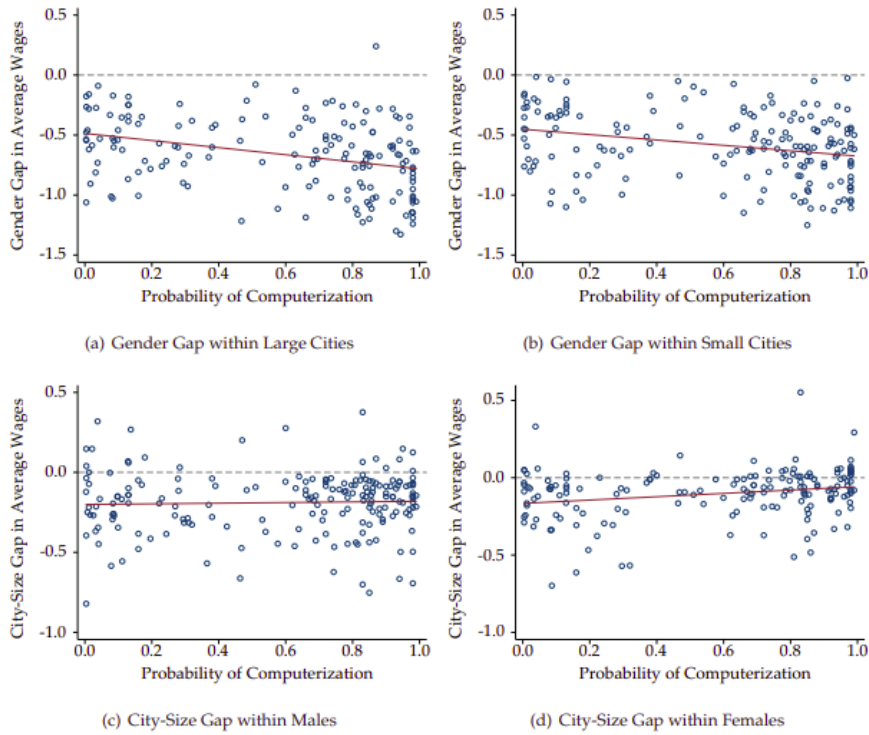 0.5
0.0
-0.5
-1.0
-1.5
Gender Gap in Average Wages
0.0 0.2 0.4 0.6 0.8 1.0
Probability of Computerization
(a) Gender Gap within Large Cities
0.5
0.0
-0.5
-1.0
-1.5
Gender Gap in Average Wages
0.0 0.2 0.4 0.6 0.8 1.0
Probability of Computerization
(b) Gender Gap within Small Cities
0.5
0.0
-0.5
-1.0
City-Size Gap in Average Wages
0.0 0.2 0.4 0.6 0.8 1.0
Probability of Computerization
(c) City-Size Gap within Males
0.5
0.0
-0.5
-1.0
City-Size Gap in Average Wages
0.0 0.2 0.4 0.6 0.8 1.0
Probability of Computerization
(d) City-Size Gap within Females